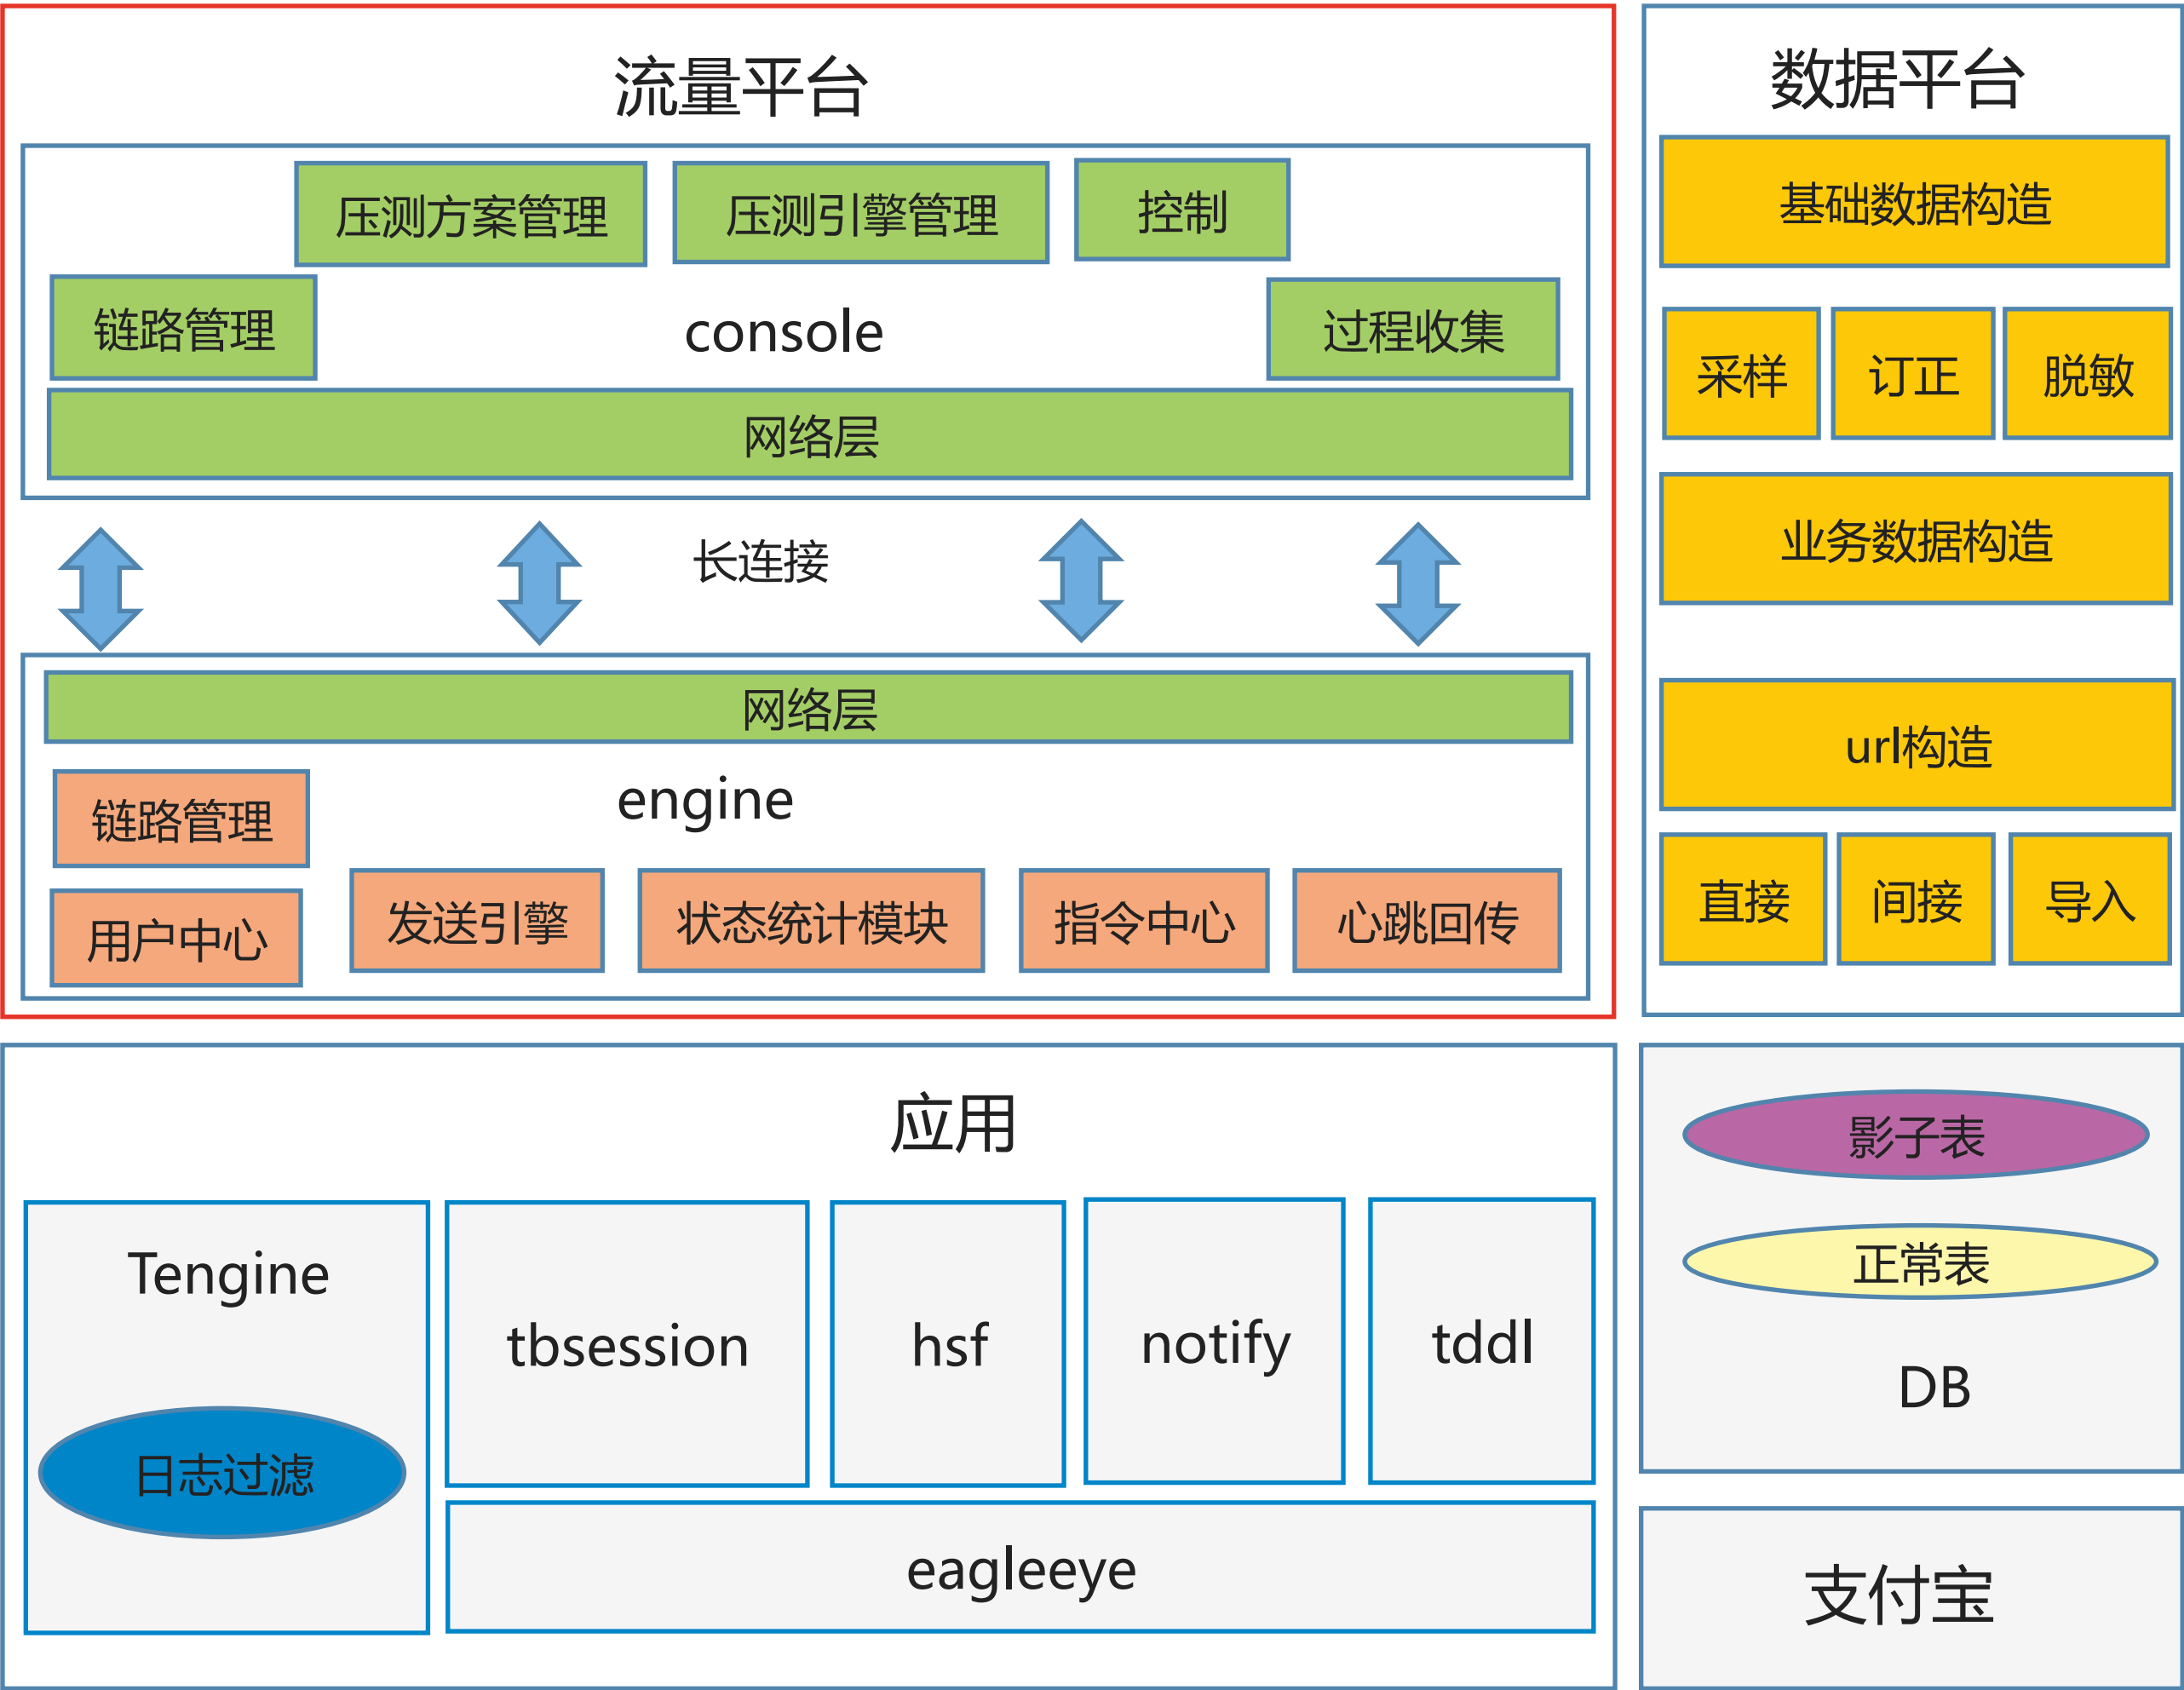 流量平台
压测方案管理
压测引擎管理
控制
链路管理
console
过程收集
网络层
长连接
网络层
engine
链路管理
用户中心
发送引擎
状态统计模块
指令中心
心跳回传
数据平台
基础数据构造
采样
订正
脱敏
业务数据构造
url构造
直接
间接
导入
应用
Tengine
日志过滤
tbsession
hsf
notify
tddl
eagleeye
影子表
正常表
DB
支付宝